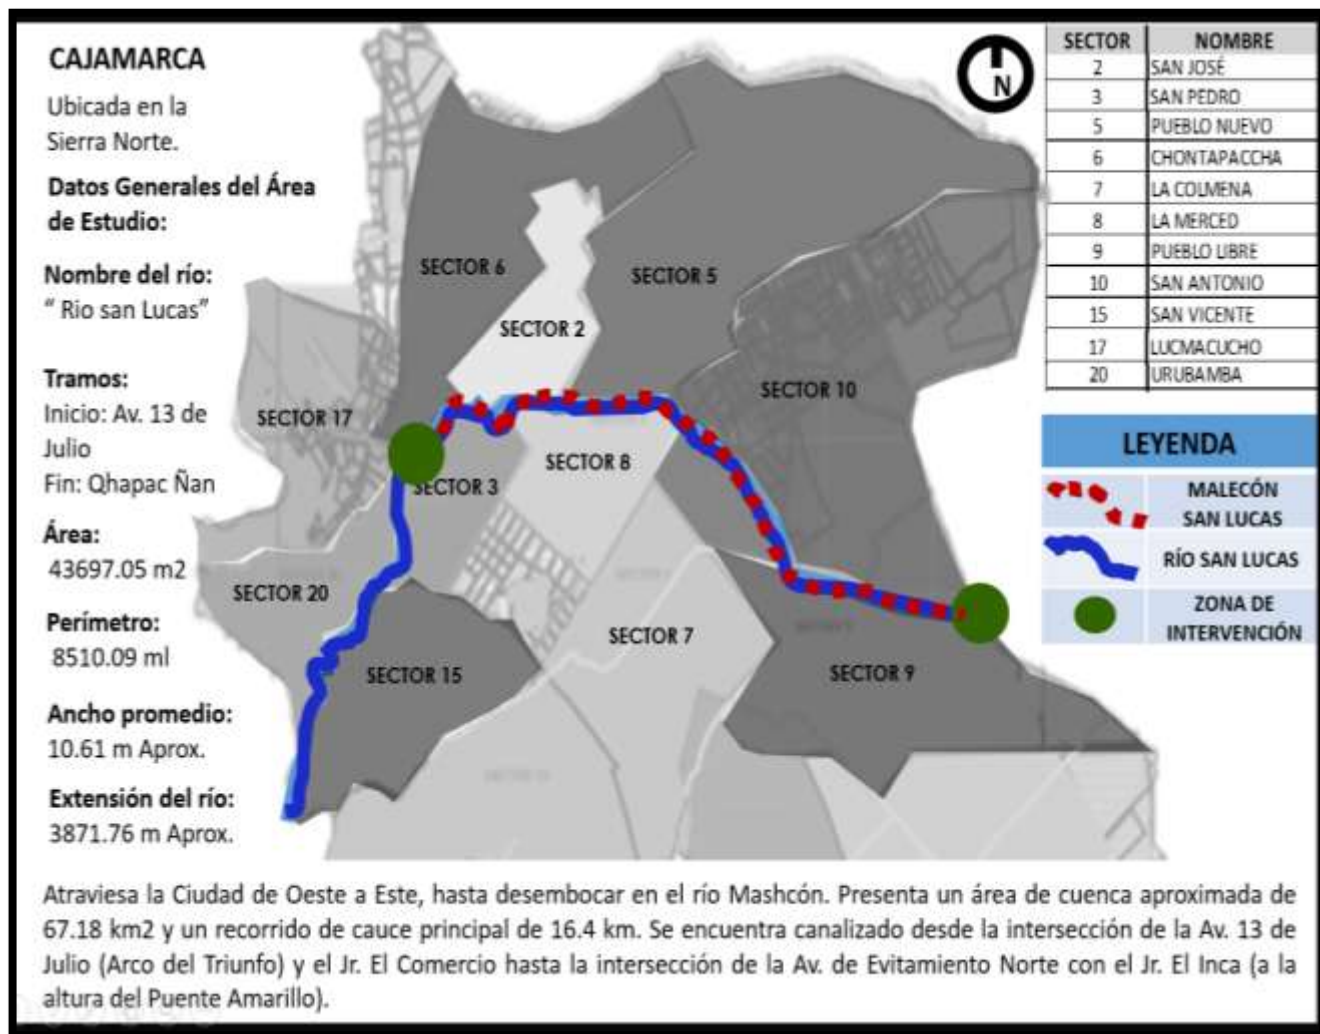 CAJAMARCA
Ubicada en la
Sierra Norte.
Datos Generales del Área
de Estudio:
Nombre del río:
“ Rio san Lucas”
Tramos:
Inicio: Av. 13 de
Julio
Fin: Qhapac Ñan
Área:
43697.05 m2
Perímetro:
8510.09 ml
Ancho promedio:
10.61 m Aprox.
Extensión del río:
3871.76 m Aprox.
SECTOR 6
SECTOR 5
SECTOR 2
SECTOR 10
SECTOR 17
SECTOR 8
SECTOR 3
SECTOR 20
SECTOR 7
SECTOR 15
SECTOR 9
N
SECTOR NOMBRE
2 SAN JOSÉ
3 SAN PEDRO
5 PUEBLO NUEVO
6 CHONTAPACCHA
7 LA COLMENA
8 LA MERCED
9 PUEBLO LIBRE
10 SAN ANTONIO
15 SAN VICENTE
17 LUCMACUCHO
20 URUBAMBA
LEYENDA
MALECÓN
SAN LUCAS
RÍO SAN LUCAS
ZONA DE
INTERVENCIÓN
Atraviesa la Ciudad de Oeste a Este, hasta desembocar en el río Mashcón. Presenta un área de cuenca aproximada de
67.18 km2 y un recorrido de cauce principal de 16.4 km. Se encuentra canalizado desde la intersección de la Av. 13 de
Julio (Arco del Triunfo) y el Jr. El Comercio hasta la intersección de la Av. de Evitamiento Norte con el Jr. El Inca (a la
altura del Puente Amarillo).